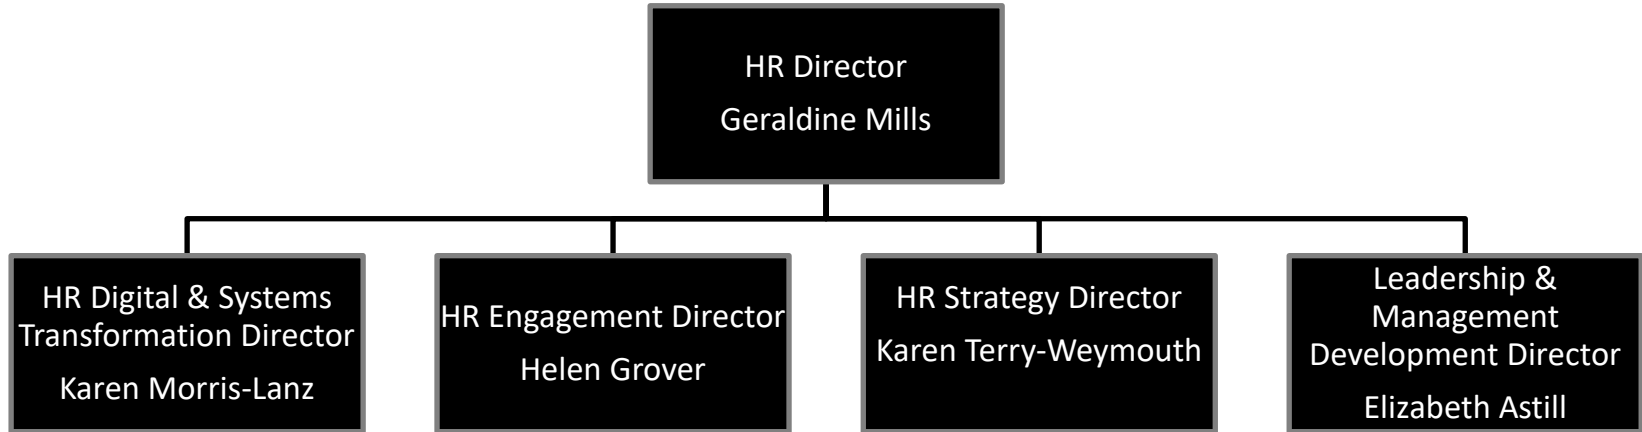 HR Director
Geraldine Mills
HR Digital & Systems
Transformation Director
Karen Morris-Lanz
HR Engagement Director
Helen Grover
HR Strategy Director
Karen Terry-Weymouth
Leadership &
Management
Development Director
Elizabeth Astill